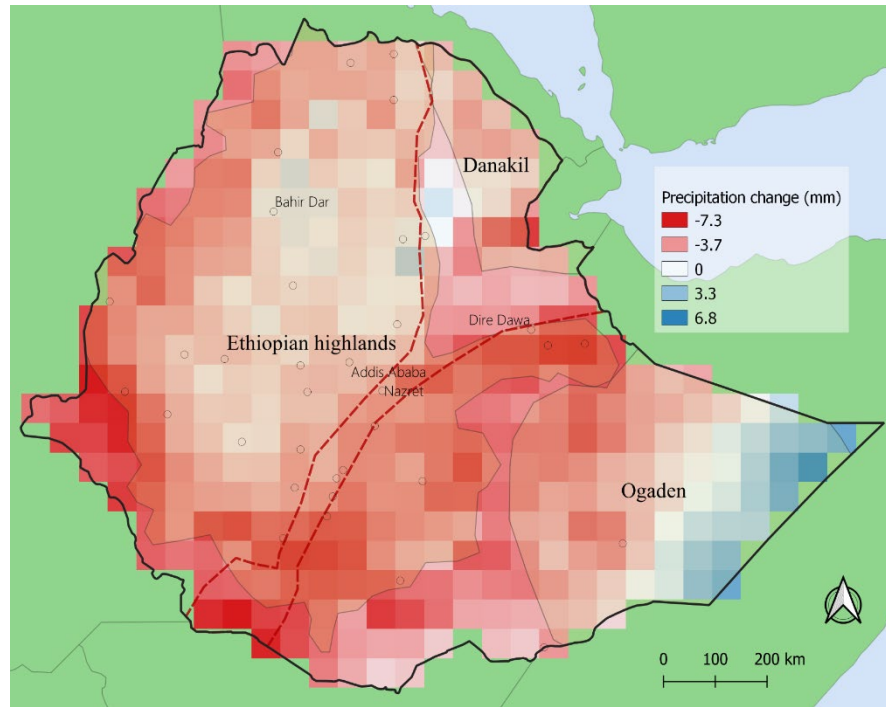 Danakil
Precipitation change (mm)
-7.3
-3.7
0
3.3
6.8
Bahir Dar
Dire Dawa
Ethiopian highlands
Addis Ababa
Nazret
Ogaden
0 100 200 km